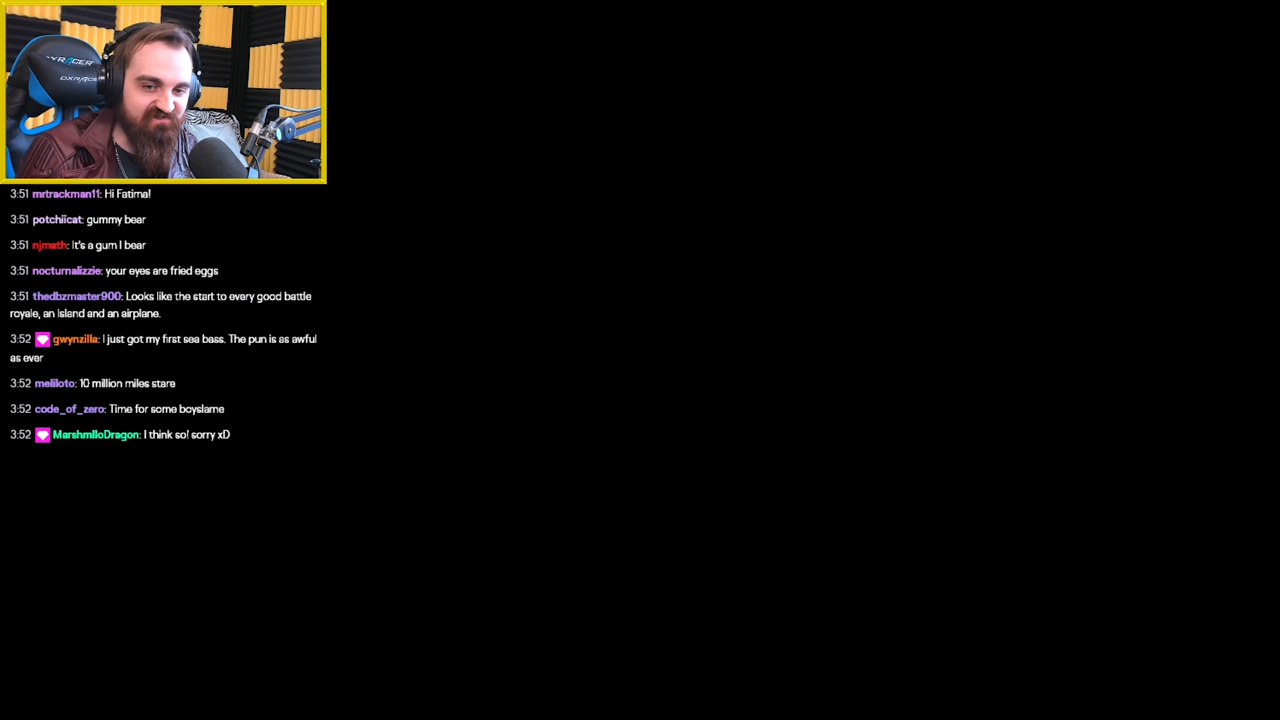 DXRACER
3:51 mrtrackman11: Hi Fatima!
3:51 potchiicat: gummy bear
3:51 njmath: It's a gum I bear
3:51 nocturnalizzie: your eyes are fried eggs
3:51 thedbzmaster900: Looks like the start to every good battle
royale, an island and an airplane.
3:52 gwynzilla: I just got my first sea bass. The pun is as awful
as ever
3:52 meliloto: 10 million miles stare
3:52 code_of_zero: Time for some boyslame
3:52 MarshmlloDragon: I think so! sorry xD